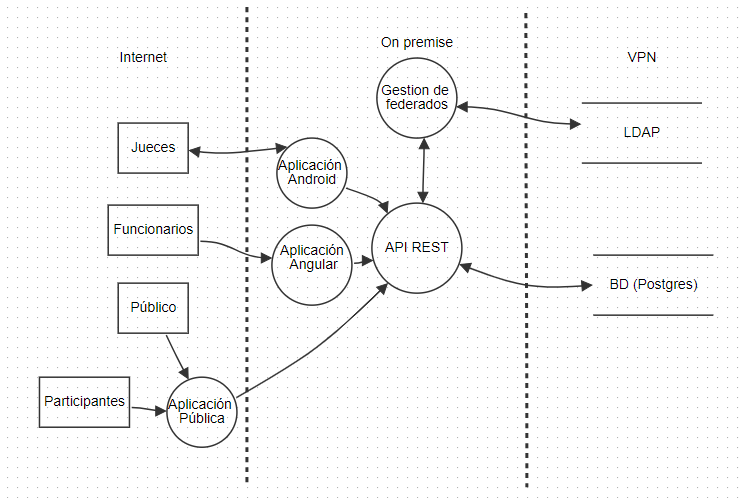 Internet
On premise
VPN
Gestion de
federados
LDAP
Jueces
Aplicación
Android
Funcionarios
Aplicación
Angular
API REST
BD (Postgres)
Público
Participantes
Aplicación
Pública